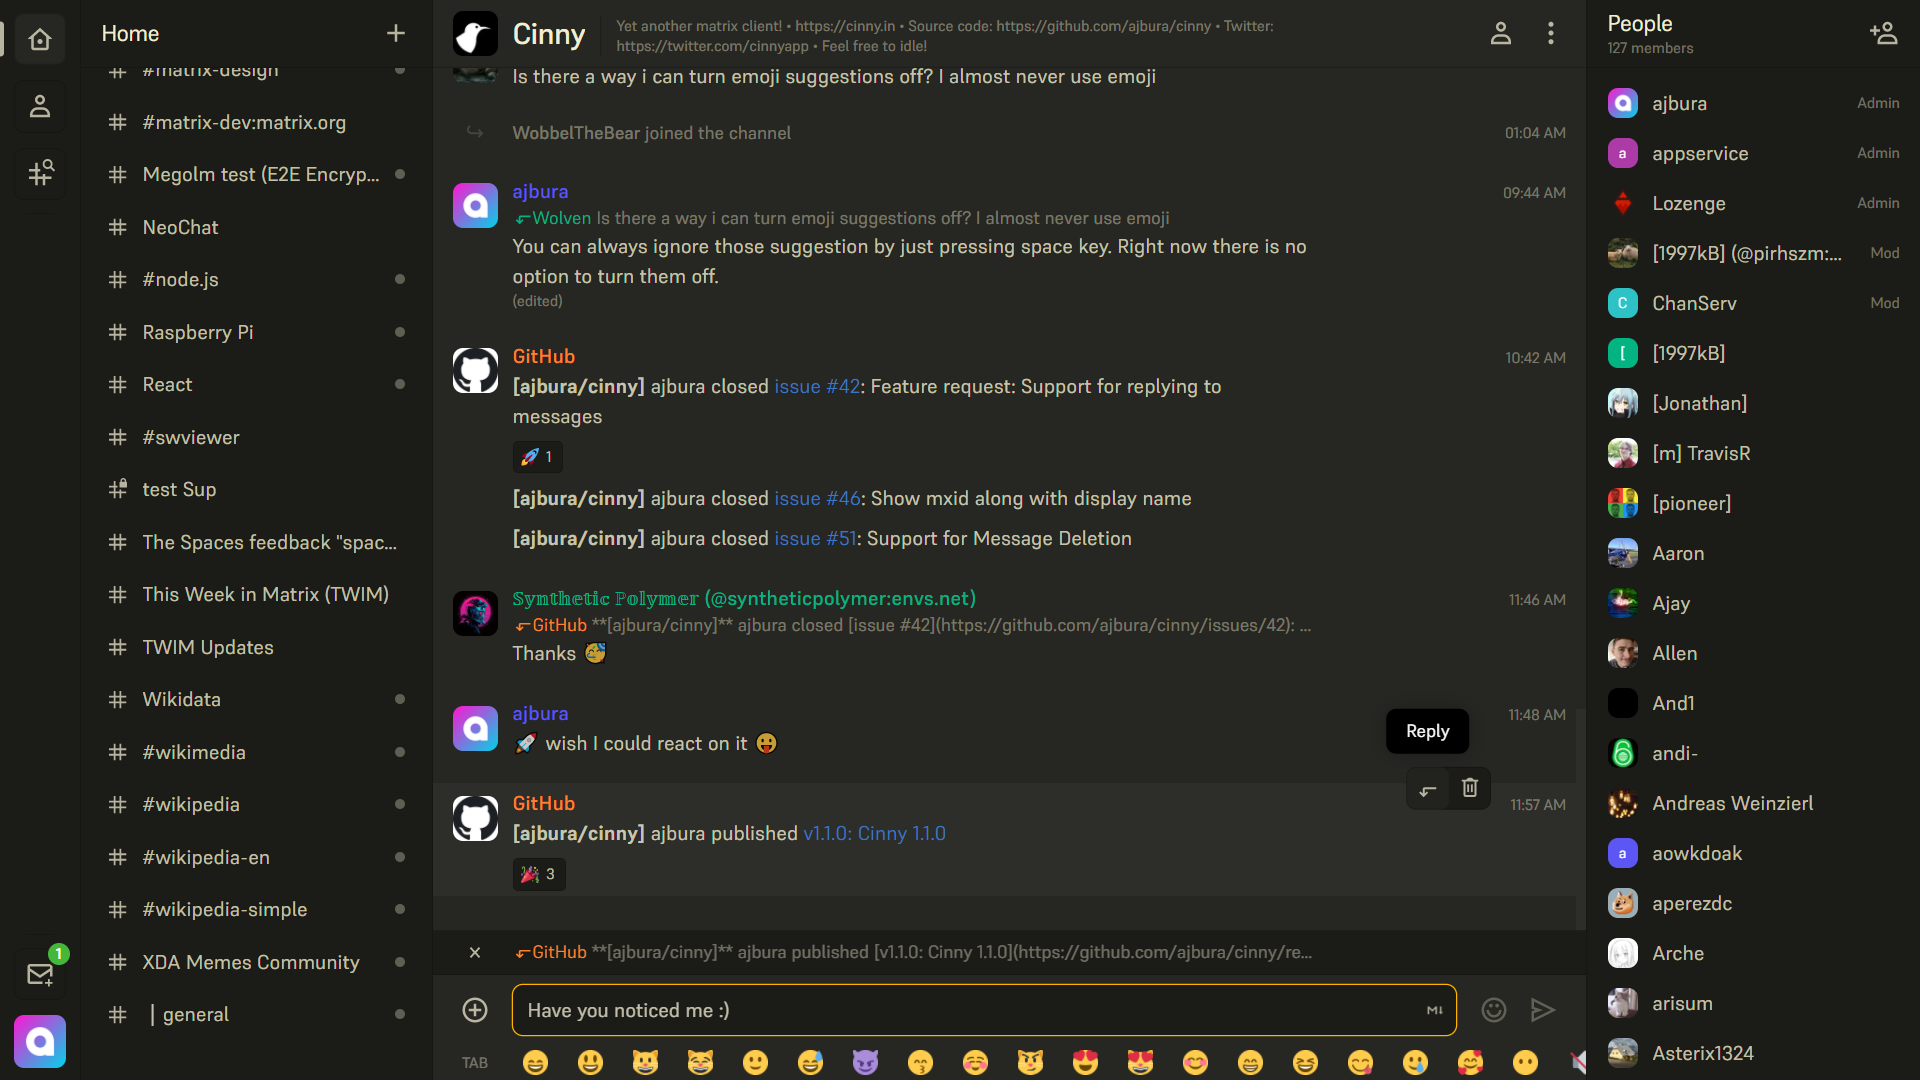 Home
#matrix-design
#matrix-dev:matrix.org
Megolm test (E2E Encryp...
NeoChat
#node.js
Raspberry Pi
React
#swviewer
test Sup
The Spaces feedback "spac...
This Week in Matrix (TWIM)
TWIM Updates
Wikidata
#wikimedia
#wikipedia
#wikipedia-en
#wikipedia-simple
XDA Memes Community
| general
1
Cinny
Yet another matrix client! • https://cinny.in • Source code: https://github.com/ajbura/cinny • Twitter:
https://twitter.com/cinnyapp • Feel free to idle!
Is there a way i can turn emoji suggestions off? I almost never use emoji
WobbelTheBear joined the channel 01:04 AM
ajbura 09:44 AM
Wolven Is there a way i can turn emoji suggestions off? I almost never use emoji
You can always ignore those suggestion by just pressing space key. Right now there is no
option to turn them off.
(edited)
GitHub 10:42 AM
[ajbura/cinny] ajbura closed issue #42: Feature request: Support for replying to
messages
🚀 1
[ajbura/cinny] ajbura closed issue #46: Show mxid along with display name
[ajbura/cinny] ajbura closed issue #51: Support for Message Deletion
𝕊𝕪𝕟𝕥𝕙𝕖𝕥𝕚𝕔 ℙ𝕠𝕝𝕪𝕞𝕖𝕣 (@syntheticpolymer:envs.net) 11:46 AM
GitHub **[ajbura/cinny]** ajbura closed [issue #42](https://github.com/ajbura/cinny/issues/42): ...
Thanks 🥳
ajbura 11:48 AM
🚀 wish I could react on it 😛
Reply
GitHub 11:57 AM
[ajbura/cinny] ajbura published v1.1.0: Cinny 1.1.0
🎉 3
GitHub **[ajbura/cinny]** ajbura published [v1.1.0: Cinny 1.1.0](https://github.com/ajbura/cinny/re...
Have you noticed me :)
M↓
TAB
People
127 members
ajbura Admin
a appservice Admin
Lozenge Admin
[1997kB] (@pirhszm:... Mod
C ChanServ Mod
[ [1997kB]
[Jonathan]
[m] TravisR
[pioneer]
Aaron
Ajay
Allen
And1
andi-
Andreas Weinzierl
a aowkdoak
aperezdc
Arche
arisum
Asterix1324